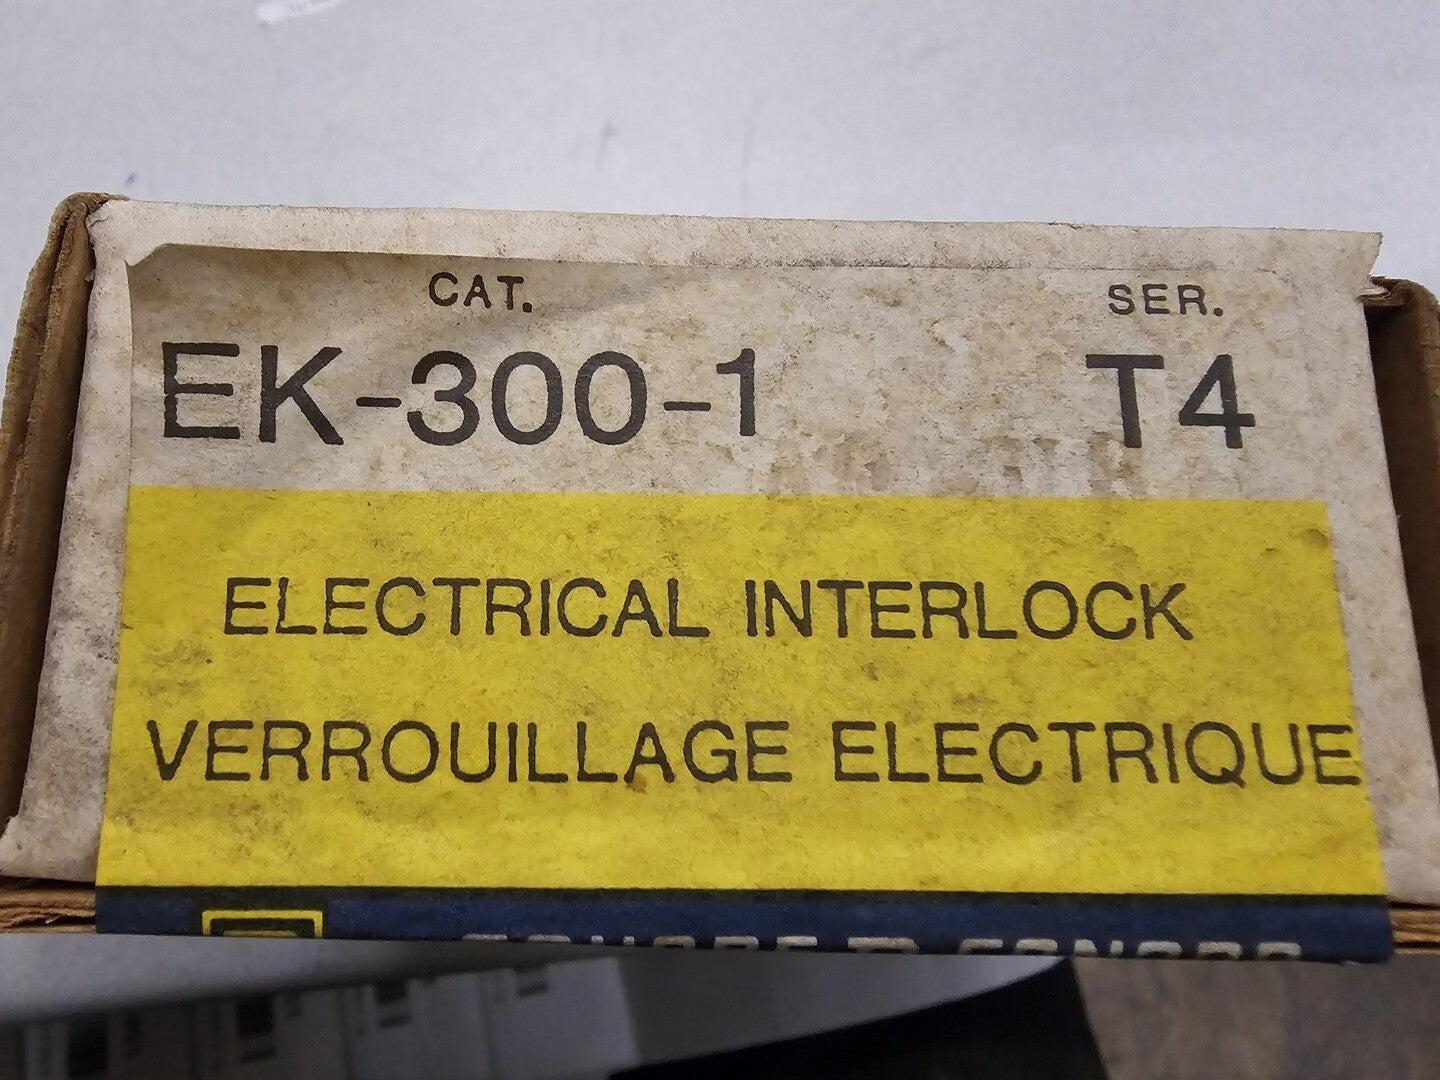 CAT. SER.
EK-300-1 T4
ELECTRICAL INTERLOCK
VERROUILLAGE ELECTRIQUE